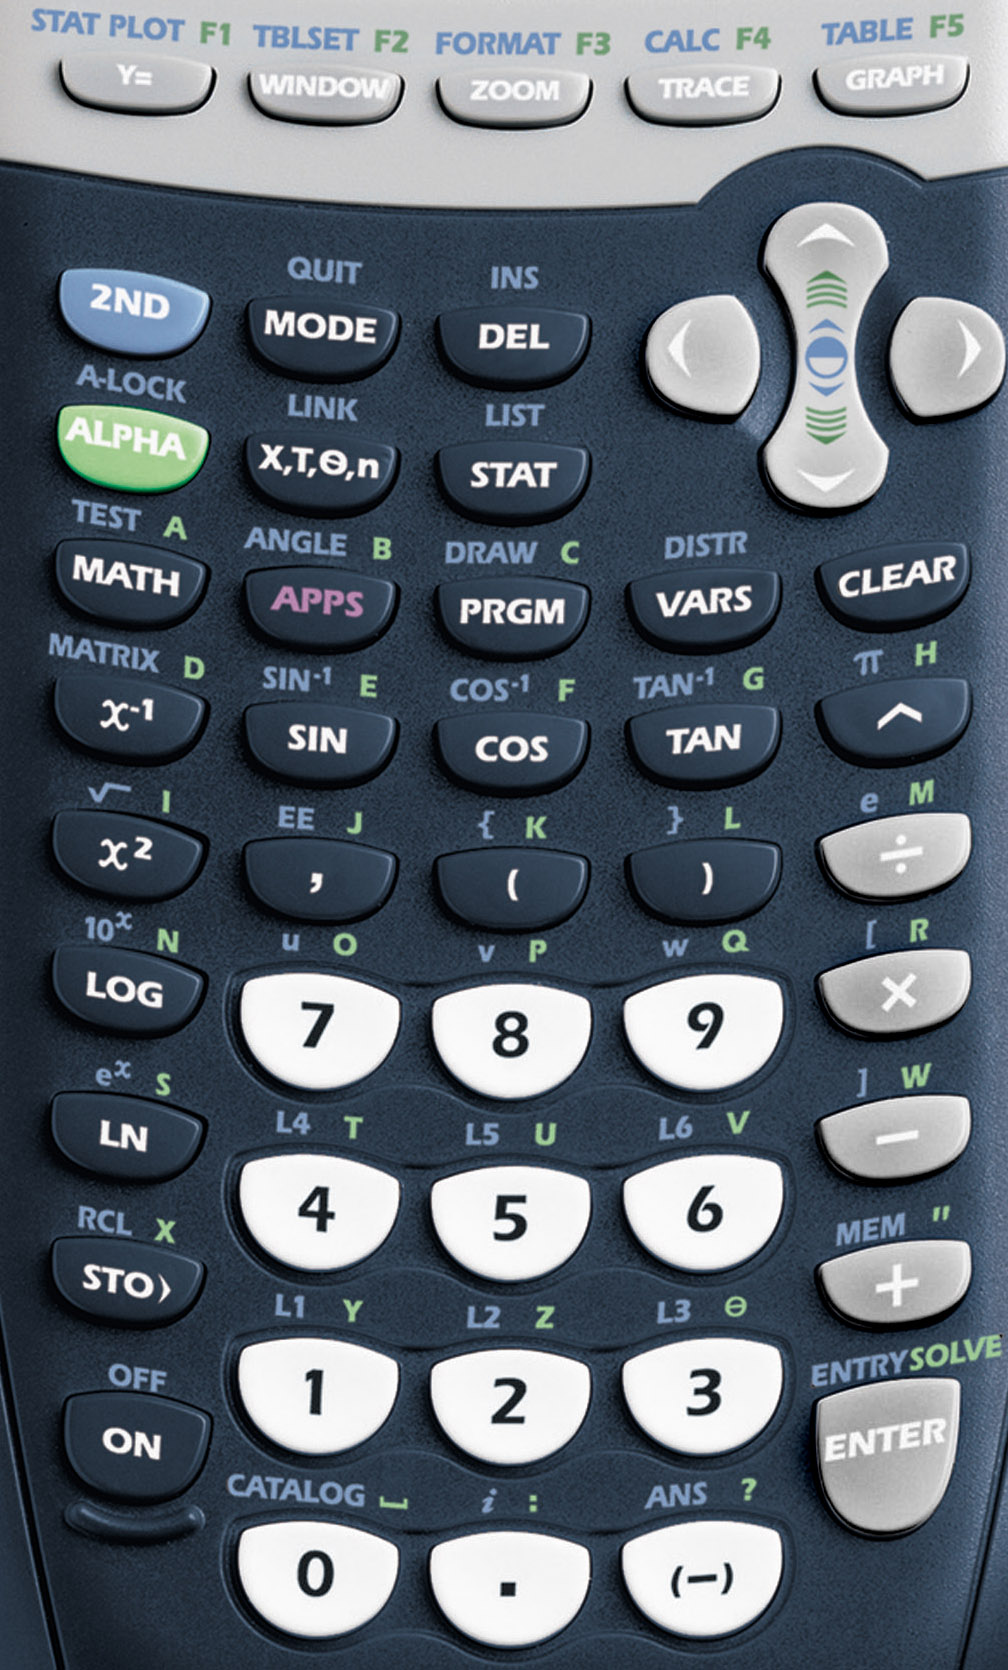 STAT PLOT F1 TBLSET F2 FORMAT F3 CALC F4 TABLE F5
Y= WINDOW ZOOM TRACE GRAPH
QUIT INS
2ND MODE DEL
A-LOCK LINK LIST
ALPHA X,T,Θ,n STAT
TEST A ANGLE B DRAW C DISTR
MATH APPS PRGM VARS CLEAR
MATRIX D SIN⁻¹ E COS⁻¹ F TAN⁻¹ G π H
x⁻¹ SIN COS TAN ^
√ I EE J { K } L e M
x² , ( ) ÷
10ˣ N u O v P w Q [ R
LOG 7 8 9 ×
eˣ S L4 T L5 U L6 V ] W
LN 4 5 6 −
RCL X L1 Y L2 Z L3 Θ MEM "
STO⟩ 1 2 3 +
OFF CATALOG ⎵ i : ANS ? ENTRY SOLVE
ON 0 . (−) ENTER